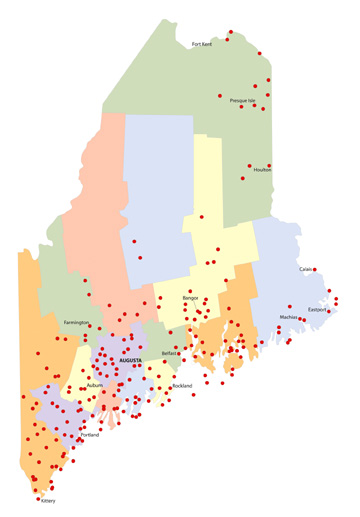 Fort Kent
Presque Isle
Houlton
Calais
Bangor
Eastport
Machias
Farmington
Belfast
AUGUSTA
Auburn
Rockland
Portland
Kittery